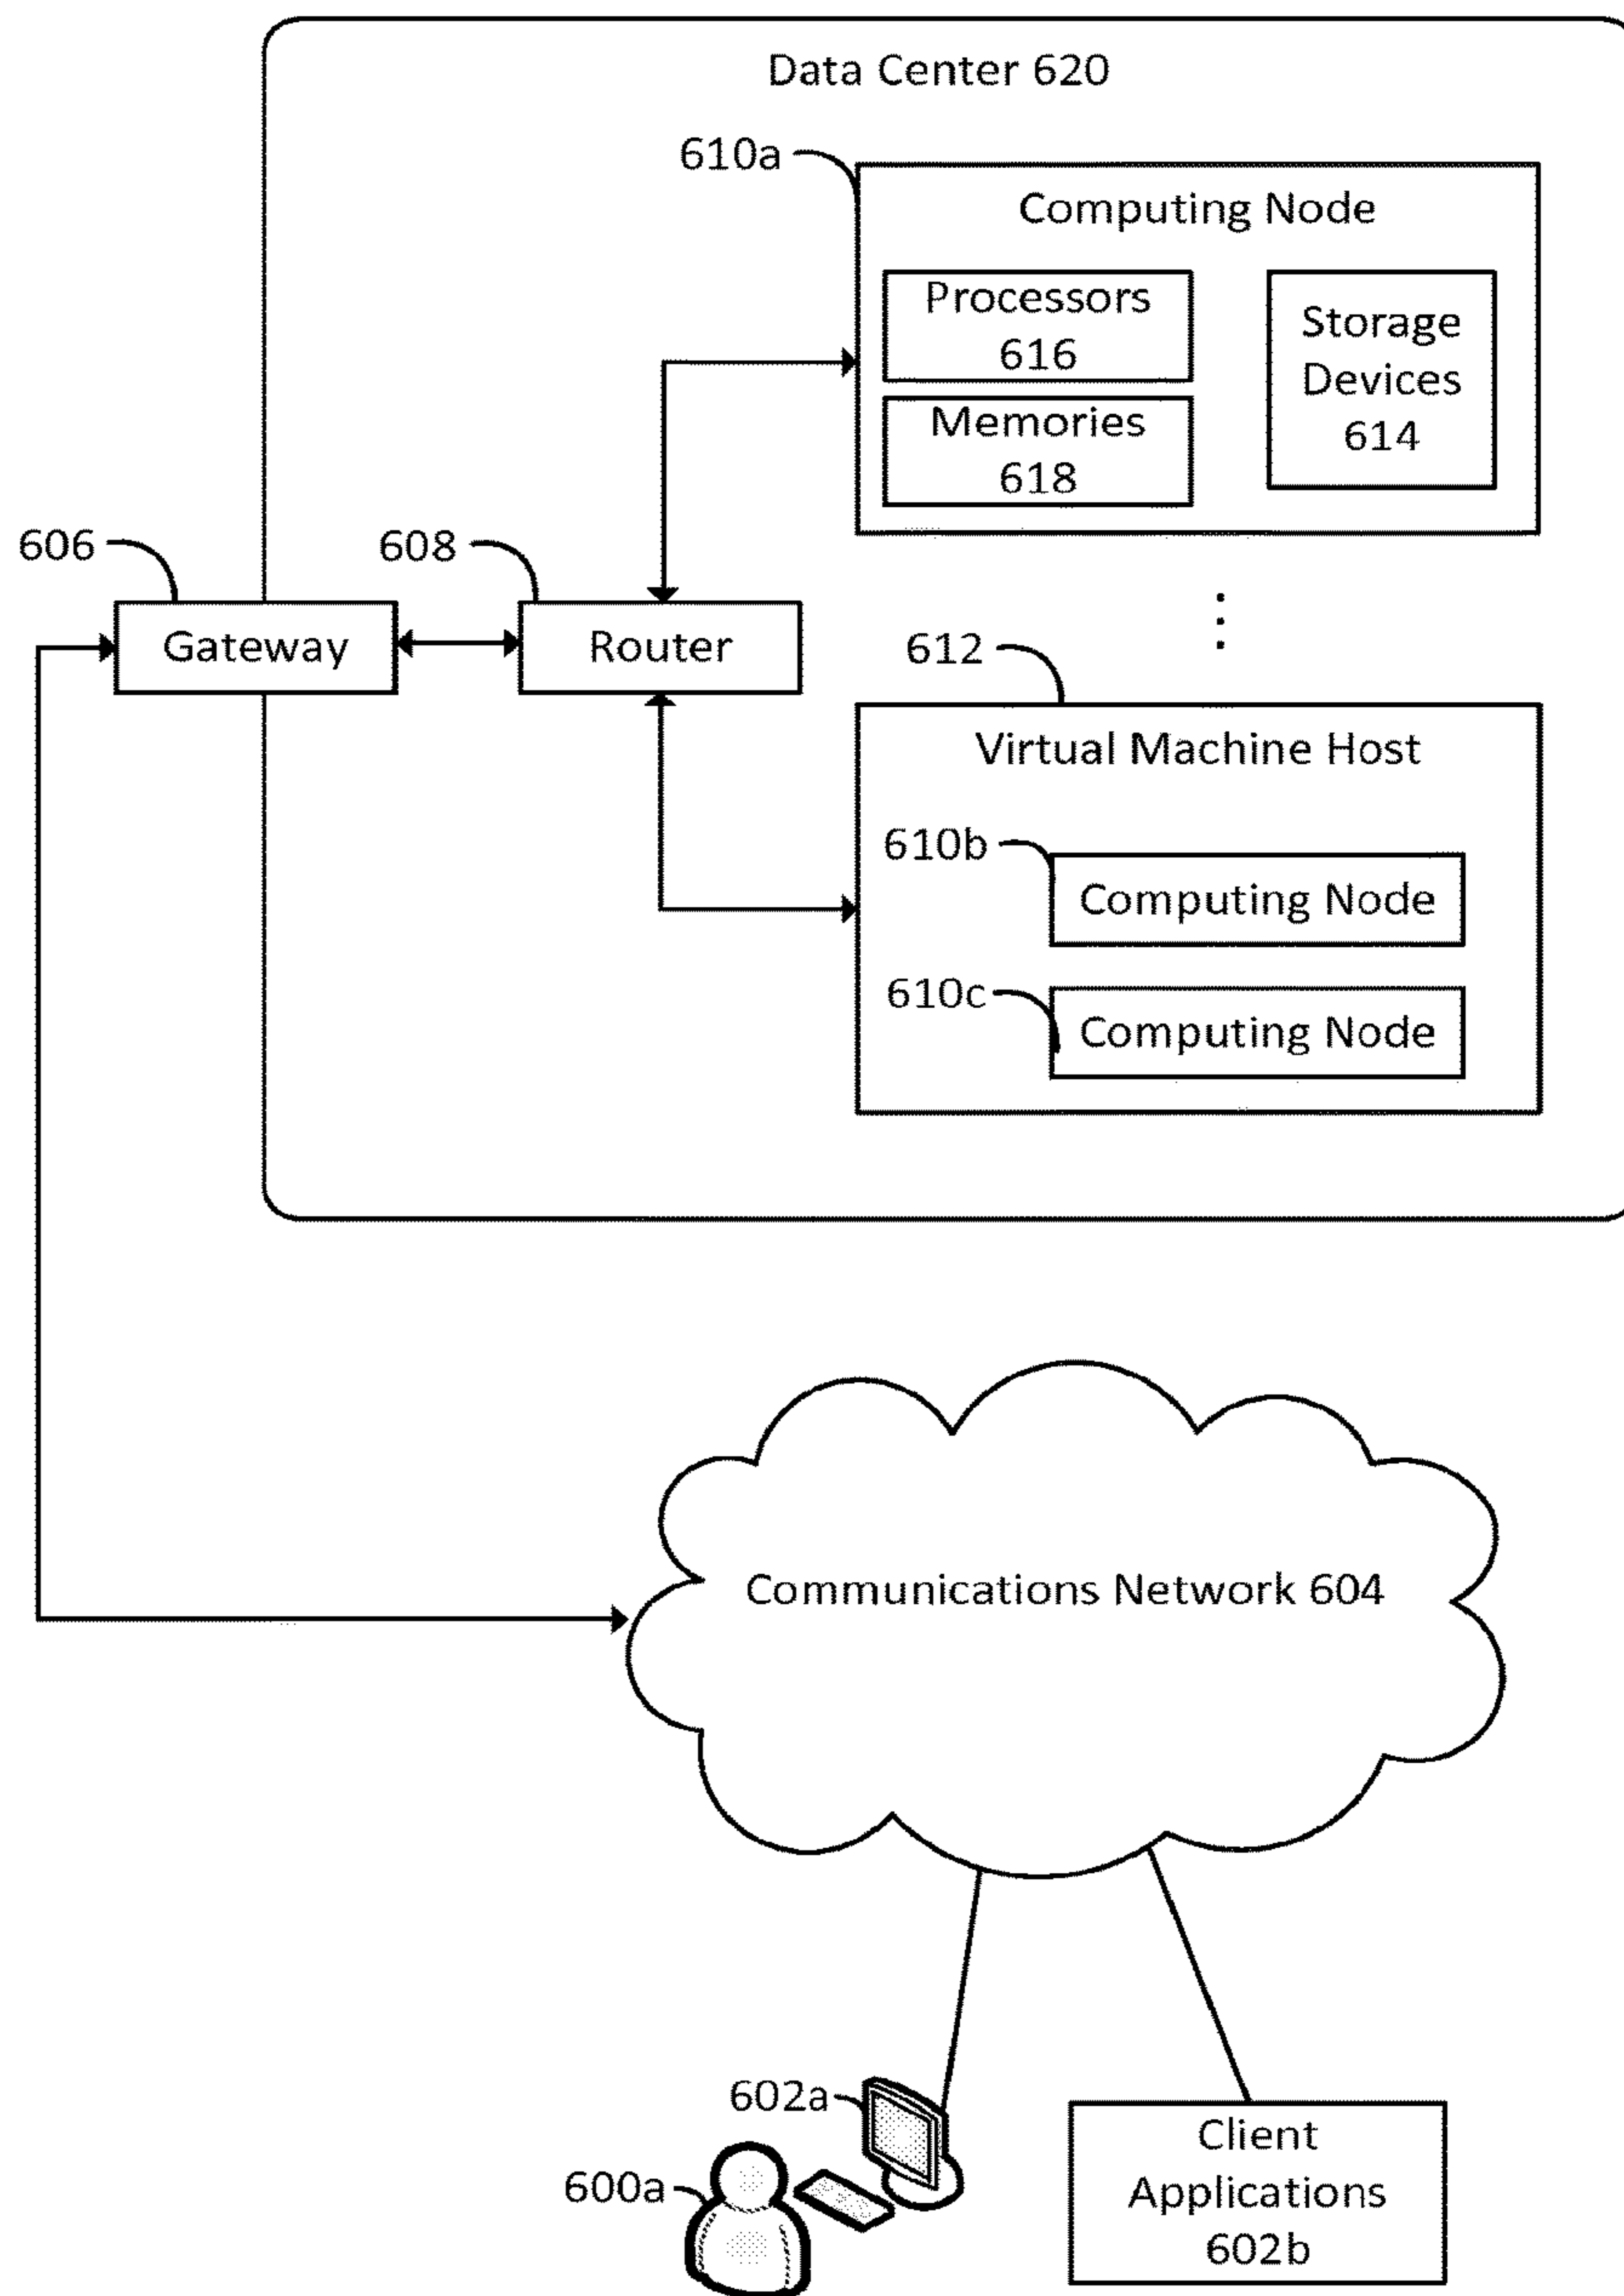 Data Center 620
610a
Computing Node
Processors
616
Storage
Devices
614
Memories
618
606
608
Gateway
Router
612
Virtual Machine Host
610b
Computing Node
610c
Computing Node
Communications Network 604
602a
600a
Client
Applications
602b